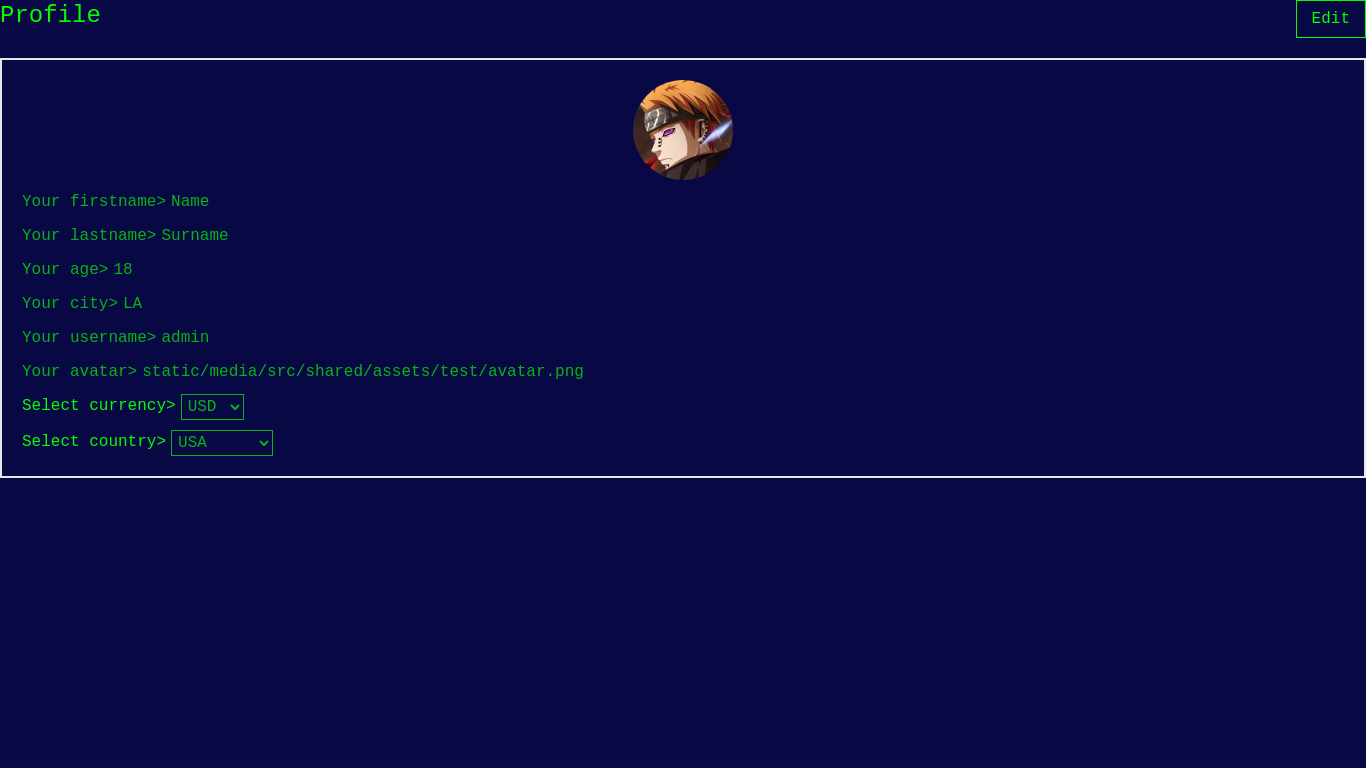 Profile
Edit
Your firstname> Name
Your lastname> Surname
Your age> 18
Your city> LA
Your username> admin
Your avatar> static/media/src/shared/assets/test/avatar.png
Select currency> USD
Select country> USA